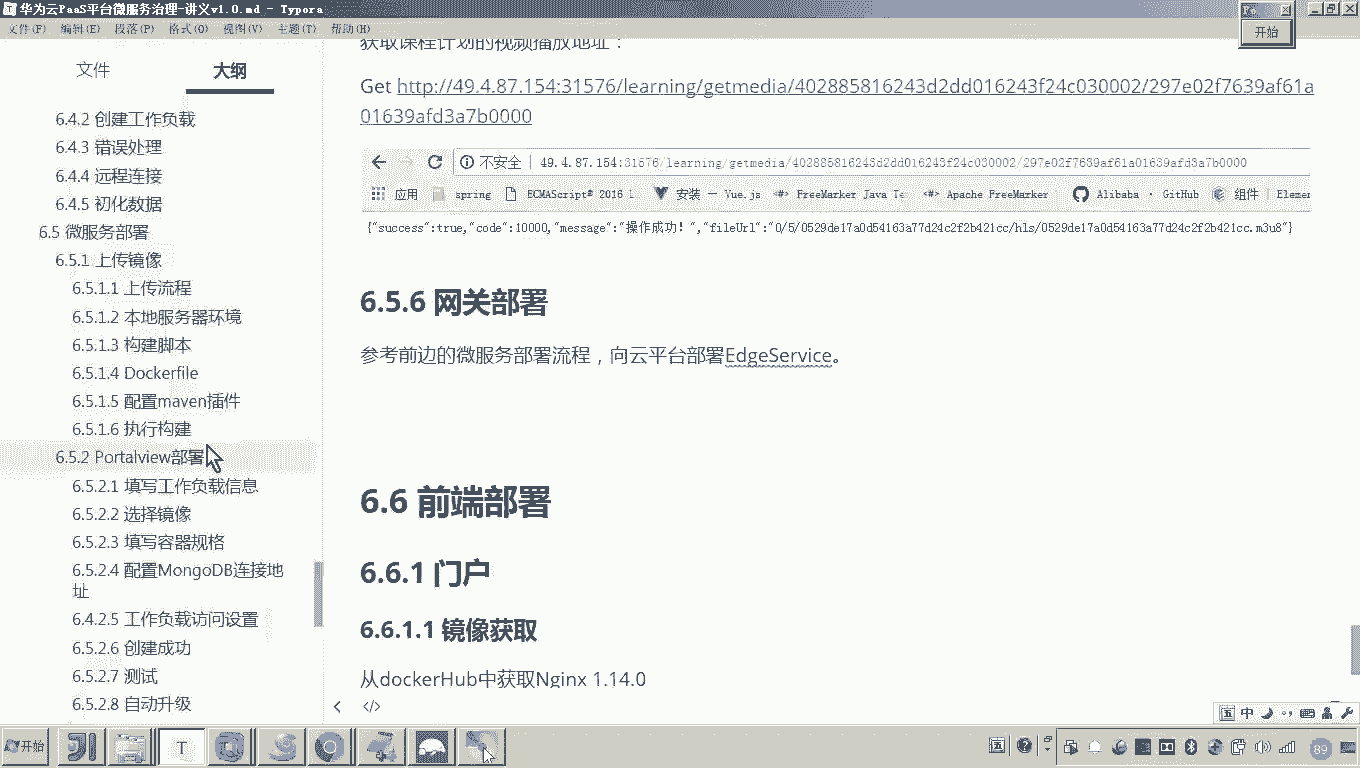 华为云PaaS平台微服务治理-讲义v1.0.md - Typora
文件(F) 编辑(E) 段落(P) 格式(O) 视图(V) 主题(T) 帮助(H)
开始
文件 大纲
6.4.2 创建工作负载
6.4.3 错误处理
6.4.4 远程连接
6.4.5 初化数据
6.5 微服务部署
6.5.1 上传镜像
6.5.1.1 上传流程
6.5.1.2 本地服务器环境
6.5.1.3 构建脚本
6.5.1.4 Dockerfile
6.5.1.5 配置maven插件
6.5.1.6 执行构建
6.5.2 Portalview部署
6.5.2.1 填写工作负载信息
6.5.2.2 选择镜像
6.5.2.3 填写容器规格
6.5.2.4 配置MongoDB连接地
址
6.4.2.5 工作负载访问设置
6.5.2.6 创建成功
6.5.2.7 测试
6.5.2.8 自动升级
获取课程计划的视频播放地址：
Get http://49.4.87.154:31576/learning/getmedia/402885816243d2dd016243f24c030002/297e02f7639af61a
01639afd3a7b0000
不安全 | 49.4.87.154:31576/learning/getmedia/402885816243d2dd016243f24c030002/297e02f7639af61a01639afd3a7b0000
应用 spring ECMAScript® 2016 安装 — Vue.js FreeMarker Java Te Apache FreeMarker Alibaba · GitHub 组件 | Elemen
{"success":true,"code":10000,"message":"操作成功！","fileUrl":"0/5/0529de17a0d54163a77d24c2f2b421cc/hls/0529de17a0d54163a77d24c2f2b421cc.m3u8"}
6.5.6 网关部署
参考前边的微服务部署流程，向云平台部署EdgeService。
6.6 前端部署
6.6.1 门户
6.6.1.1 镜像获取
从dockerHub中获取Nginx 1.14.0
五 中
开始
五
89